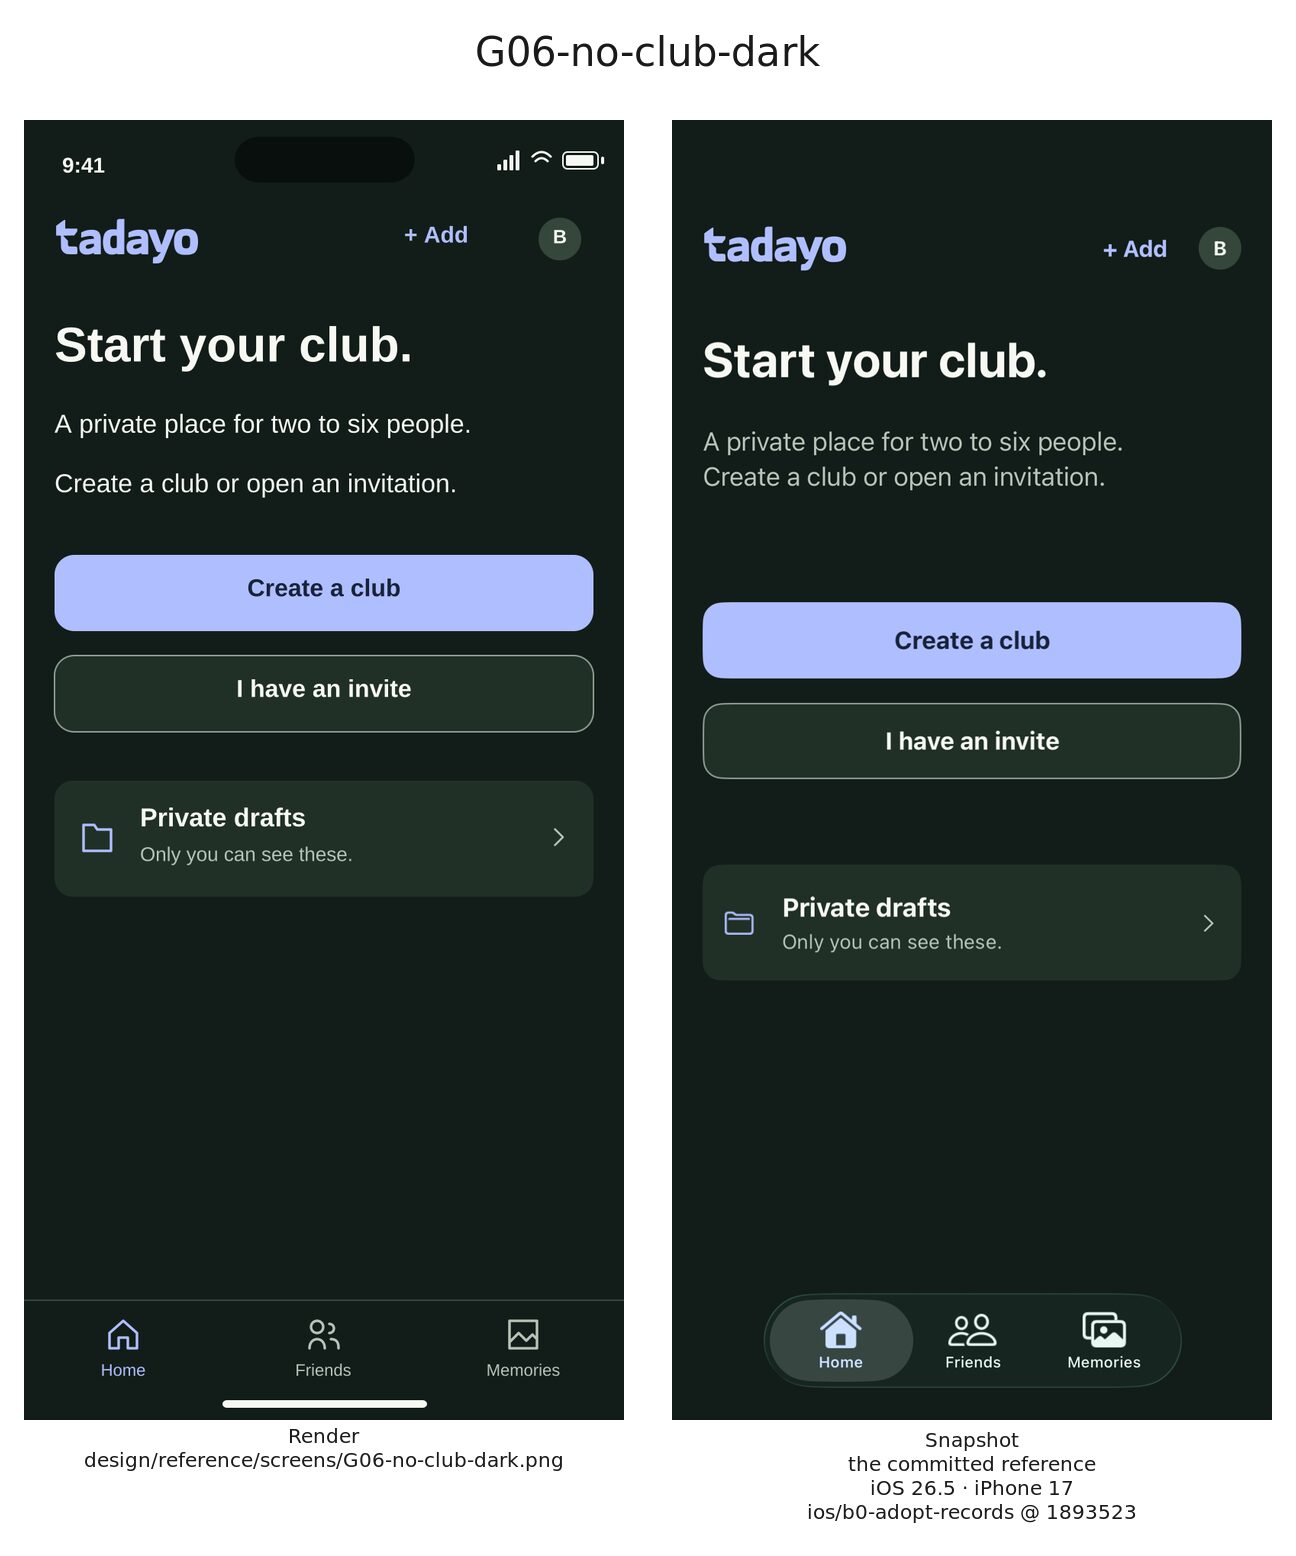 G06-no-club-dark
9:41
tadayo
+ Add
B
Start your club.
A private place for two to six people.
Create a club or open an invitation.
Create a club
I have an invite
Private drafts
Only you can see these.
Home
Friends
Memories
Render
design/reference/screens/G06-no-club-dark.png
tadayo
+ Add
B
Start your club.
A private place for two to six people.
Create a club or open an invitation.
Create a club
I have an invite
Private drafts
Only you can see these.
Home
Friends
Memories
Snapshot
the committed reference
iOS 26.5 · iPhone 17
ios/b0-adopt-records @ 1893523